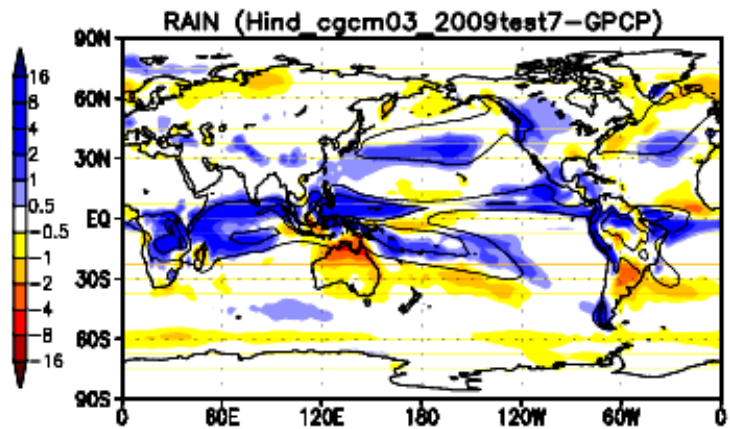 RAIN (Hind_cgcm03_2009test7-GPCP)
90N
60N
30N
EQ
30S
60S
90S
16
8
4
2
1
0.5
-0.5
-1
-2
-4
-8
-16
0 60E 120E 180 120W 60W 0